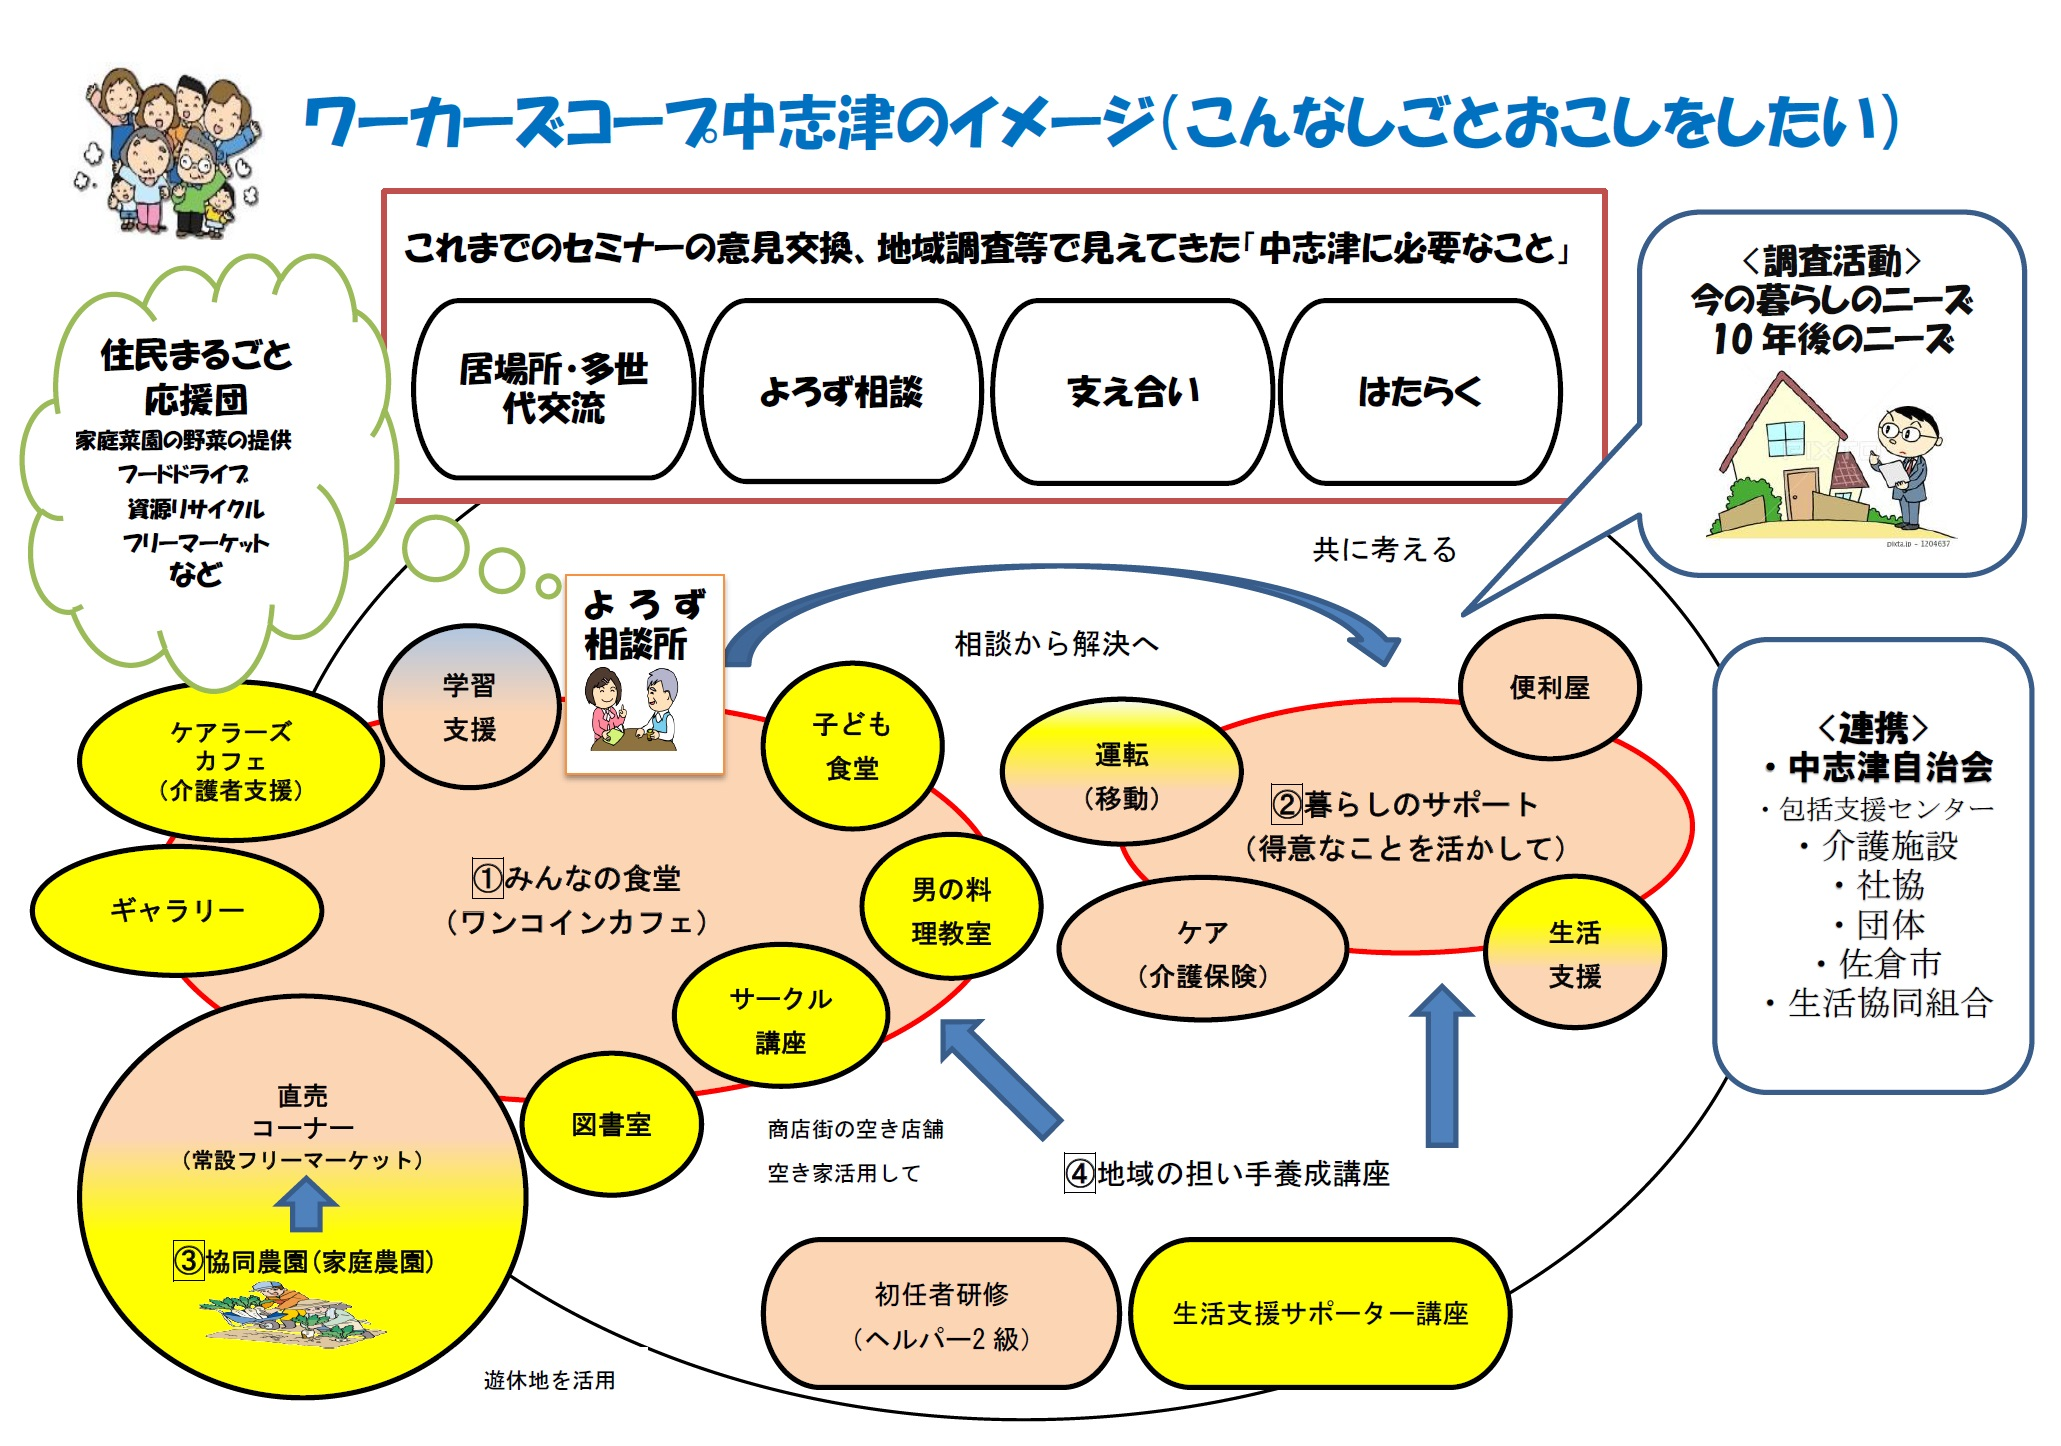 ワーカーズコープ中志津のイメージ(こんなしごとおこしをしたい)
これまでのセミナーの意見交換、地域調査等で見えてきた「中志津に必要なこと」
居場所・多世
代交流
よろず相談
支え合い
はたらく
<調査活動>
今の暮らしのニーズ
10年後のニーズ
pixta.jp - 1204637
住民まるごと
応援団
家庭菜園の野菜の提供
フードドライブ
資源リサイクル
フリーマーケット
など
共に考える
相談から解決へ
よろず
相談所
学習
支援
ケアラーズ
カフェ
(介護者支援)
ギャラリー
子ども
食堂
男の料
理教室
サークル
講座
図書室
①みんなの食堂
(ワンコインカフェ)
直売
コーナー
(常設フリーマーケット)
③協同農園(家庭農園)
遊休地を活用
商店街の空き店舗
空き家活用して
運転
(移動)
便利屋
②暮らしのサポート
(得意なことを活かして)
ケア
(介護保険)
生活
支援
④地域の担い手養成講座
初任者研修
(ヘルパー2級)
生活支援サポーター講座
<連携>
・中志津自治会
・包括支援センター
・介護施設
・社協
・団体
・佐倉市
・生活協同組合